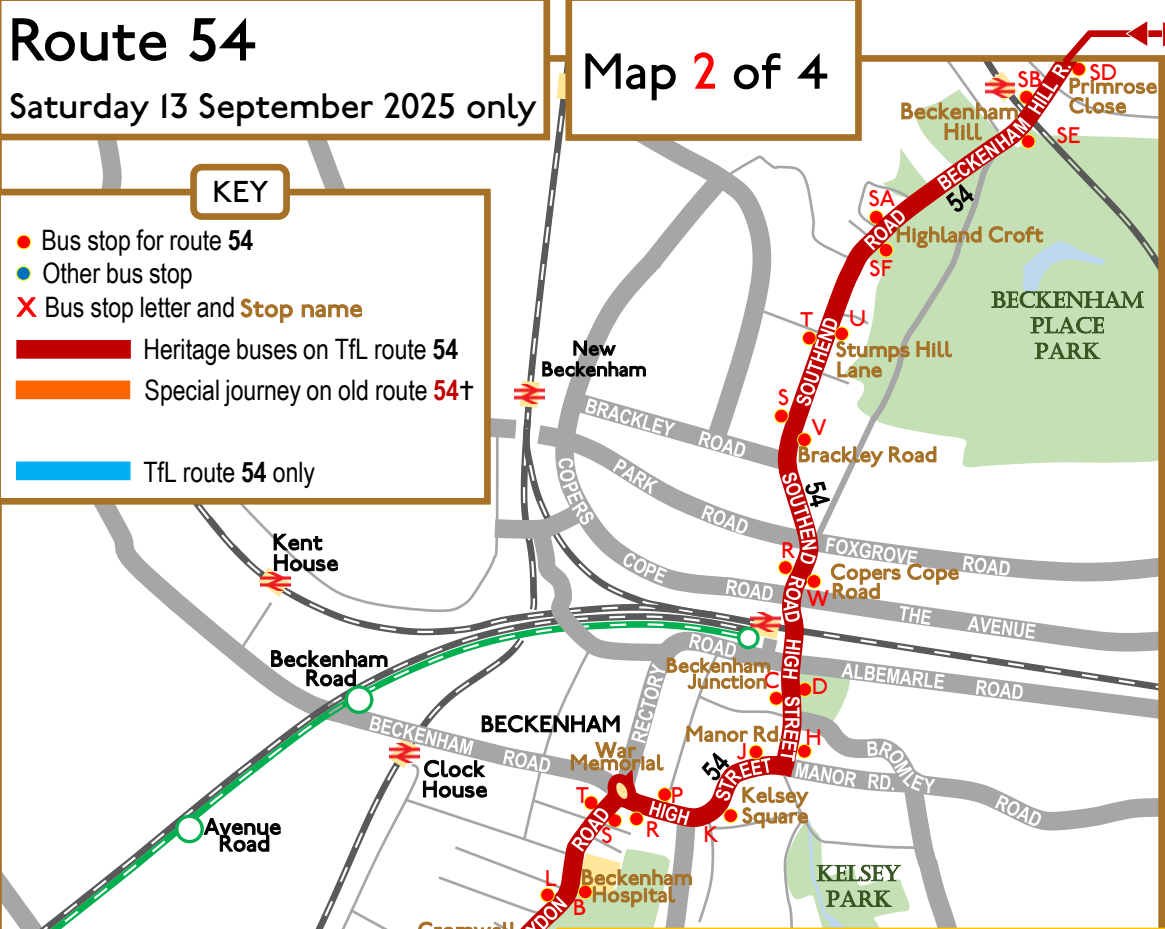 Route 54
Saturday 13 September 2025 only
Map 2 of 4
KEY
Bus stop for route 54
Other bus stop
X Bus stop letter and Stop name
Heritage buses on TfL route 54
Special journey on old route 54†
TfL route 54 only
SB
SD
Primrose
Close
Beckenham
Hill
SE
BECKENHAM HILL R.
54
SA
ROAD
Highland Croft
SF
BECKENHAM
PLACE
PARK
T
U
Stumps Hill
Lane
SOUTHEND
New
Beckenham
S
V
Brackley Road
BRACKLEY ROAD
COPERS
COPE
ROAD
PARK
ROAD
54
SOUTHEND
ROAD
FOXGROVE ROAD
R
Copers Cope
Road
W
THE AVENUE
Kent
House
ROAD
Beckenham
Junction
ALBEMARLE ROAD
HIGH
STREET
C
D
Beckenham
Road
BECKENHAM
ROAD
BECKENHAM
RECTORY
War
Memorial
Manor Rd.
J
H
54
STREET
MANOR RD.
BROMLEY
ROAD
Clock
House
T
P
HIGH
Kelsey
Square
S
R
K
ROAD
Avenue
Road
KELSEY
PARK
L
Beckenham
Hospital
B
YDON
Cromwell